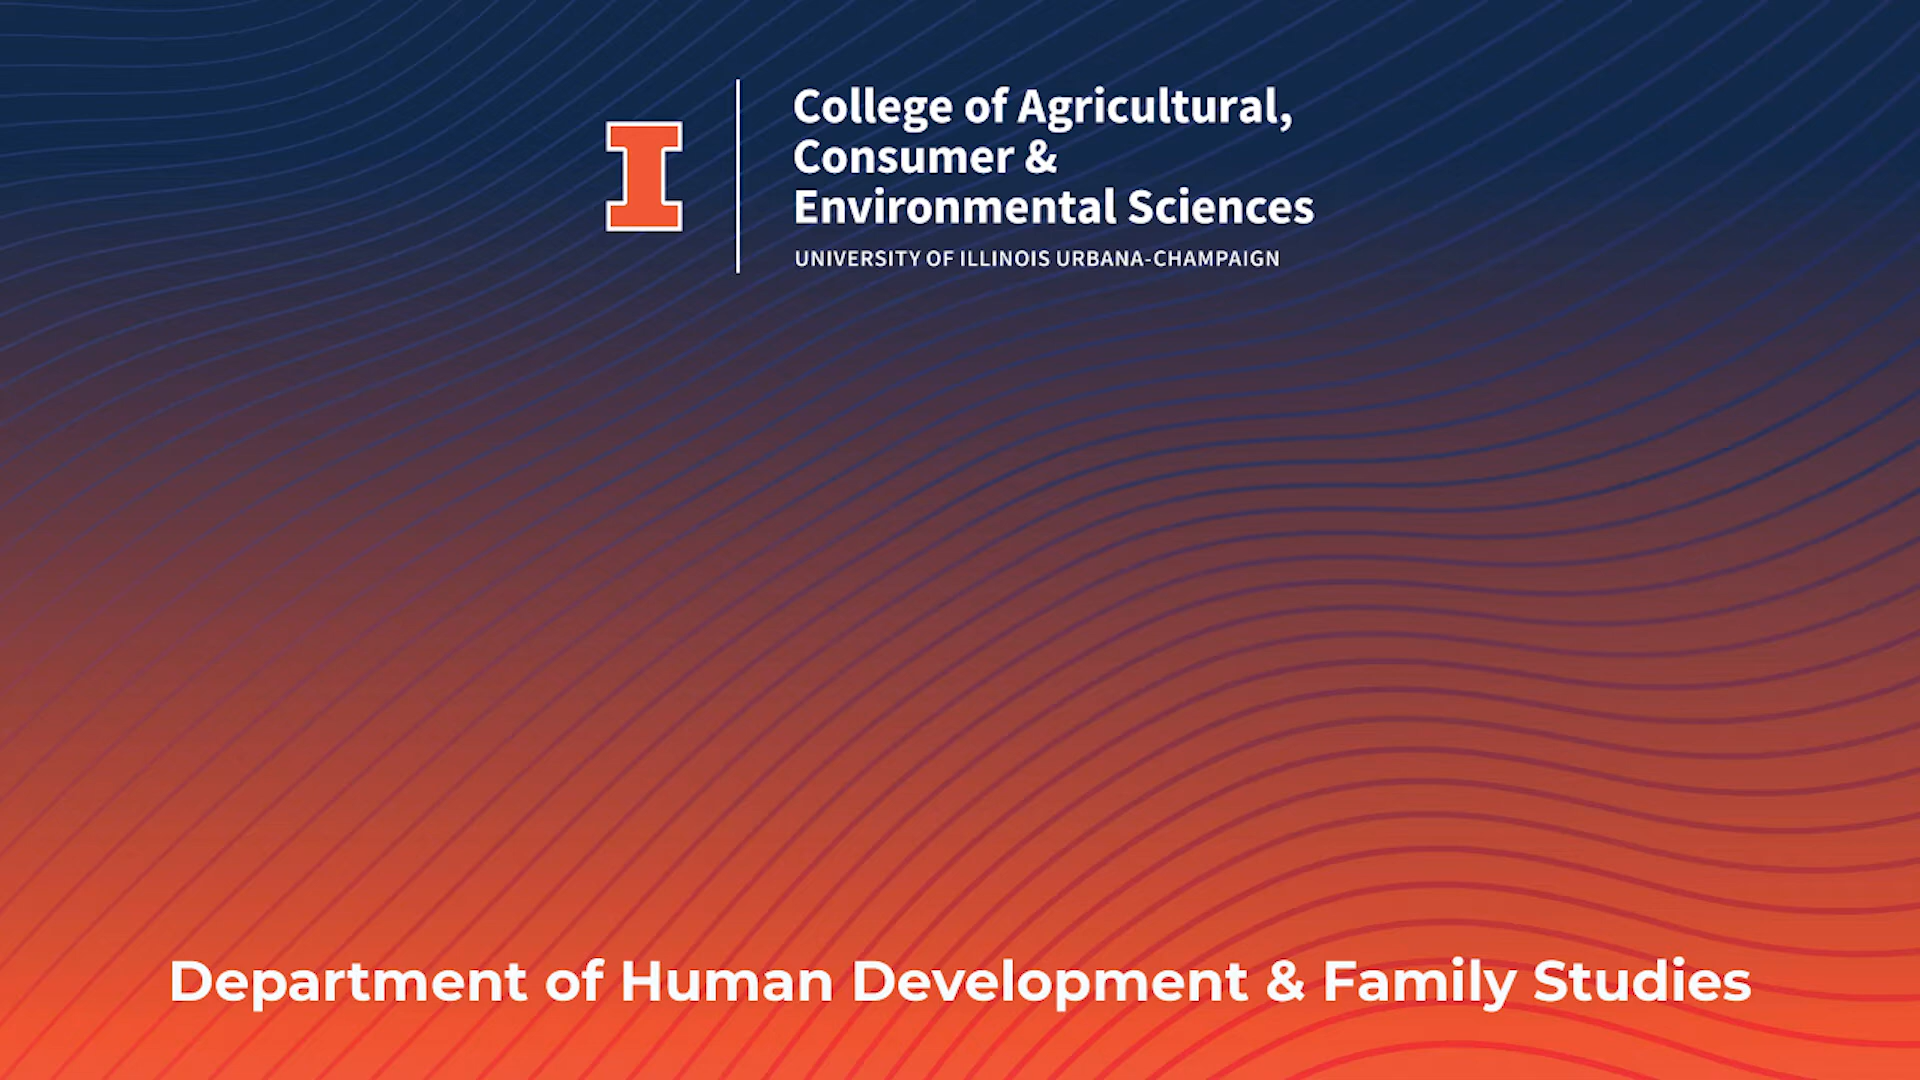 I
College of Agricultural,
Consumer &
Environmental Sciences
UNIVERSITY OF ILLINOIS URBANA-CHAMPAIGN
Department of Human Development & Family Studies